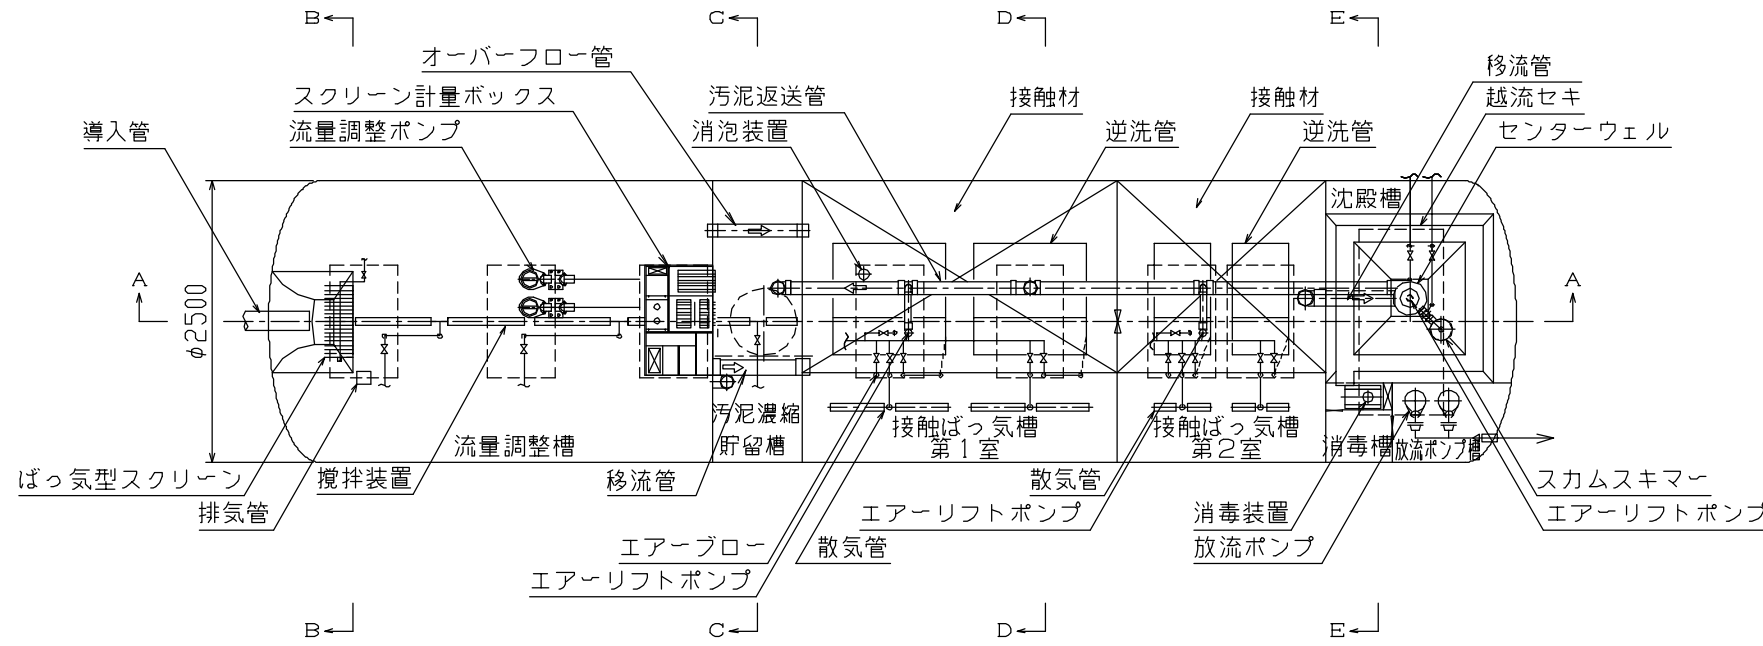 B
C
D
E
オーバーフロー管
移流管
スクリーン計量ボックス
汚泥返送管
接触材
接触材
越流セキ
導入管
流量調整ポンプ
消泡装置
逆洗管
逆洗管
センターウェル
沈殿槽
A
A
φ2500
汚泥濃縮
貯留槽
流量調整槽
接触ばっ気槽
第1室
接触ばっ気槽
第2室
消毒槽
放流ポンプ槽
ばっ気型スクリーン
撹拌装置
移流管
散気管
スカムスキマー
排気管
エアーリフトポンプ
消毒装置
エアーリフトポンプ
エアーブロー
散気管
放流ポンプ
エアーリフトポンプ
B
C
D
E